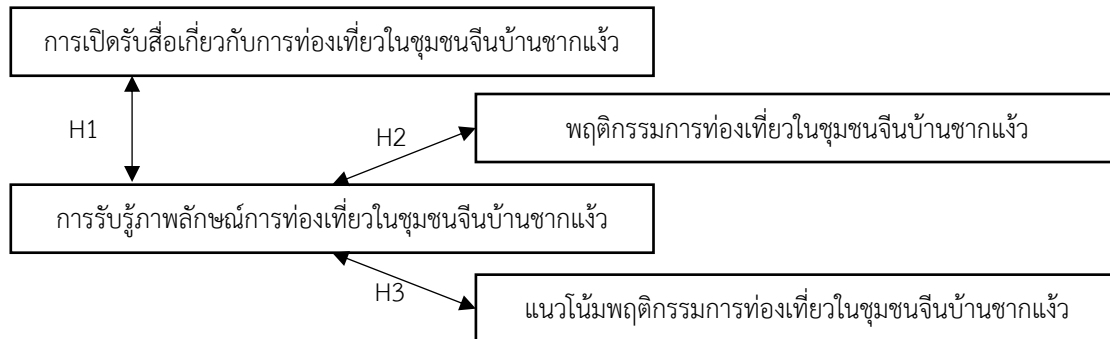 การเปิดรับสื่อเกี่ยวกับการท่องเที่ยวในชุมชนจีนบ้านชากแง้ว
H1
H2
พฤติกรรมการท่องเที่ยวในชุมชนจีนบ้านชากแง้ว
การรับรู้ภาพลักษณ์การท่องเที่ยวในชุมชนจีนบ้านชากแง้ว
H3
แนวโน้มพฤติกรรมการท่องเที่ยวในชุมชนจีนบ้านชากแง้ว